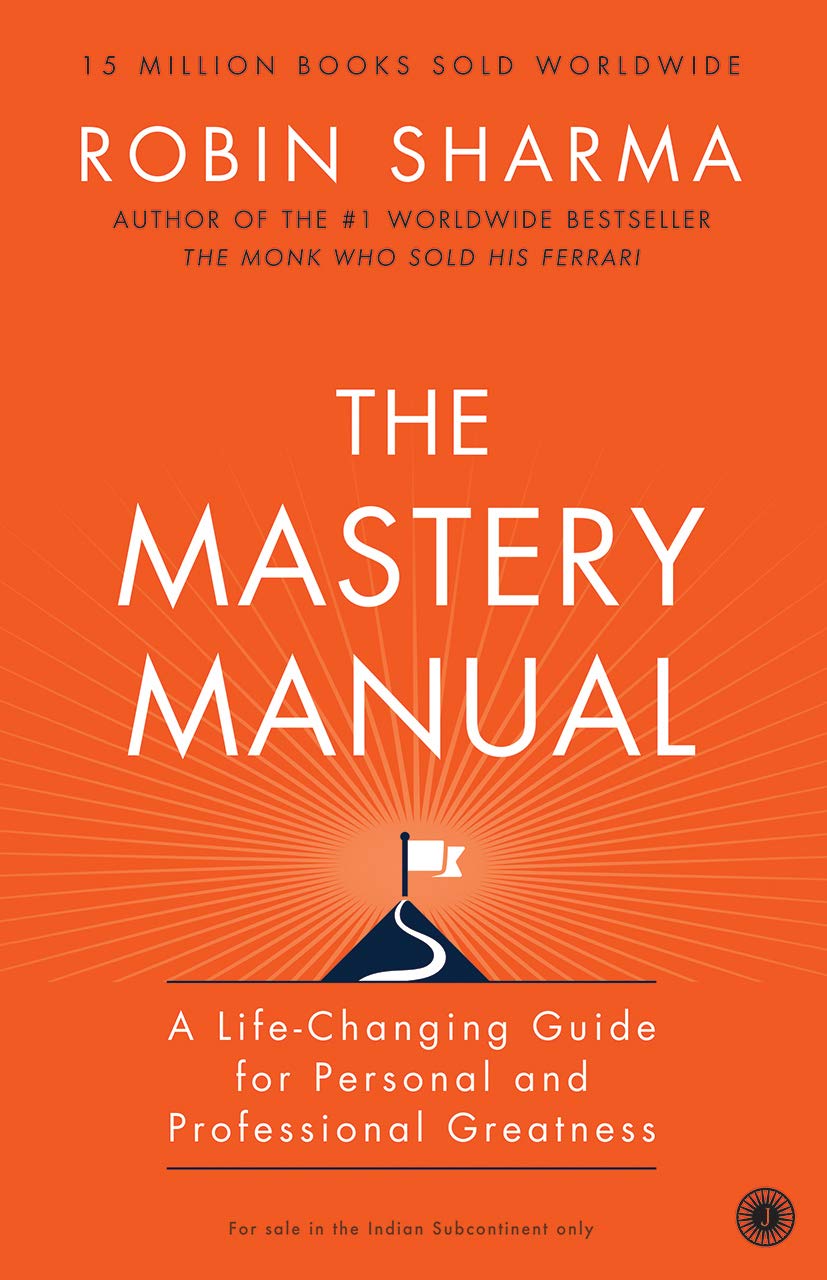 15 MILLION BOOKS SOLD WORLDWIDE
ROBIN SHARMA
AUTHOR OF THE #1 WORLDWIDE BESTSELLER
THE MONK WHO SOLD HIS FERRARI
THE
MASTERY
MANUAL
A Life-Changing Guide
for Personal and
Professional Greatness
For sale in the Indian Subcontinent only
J